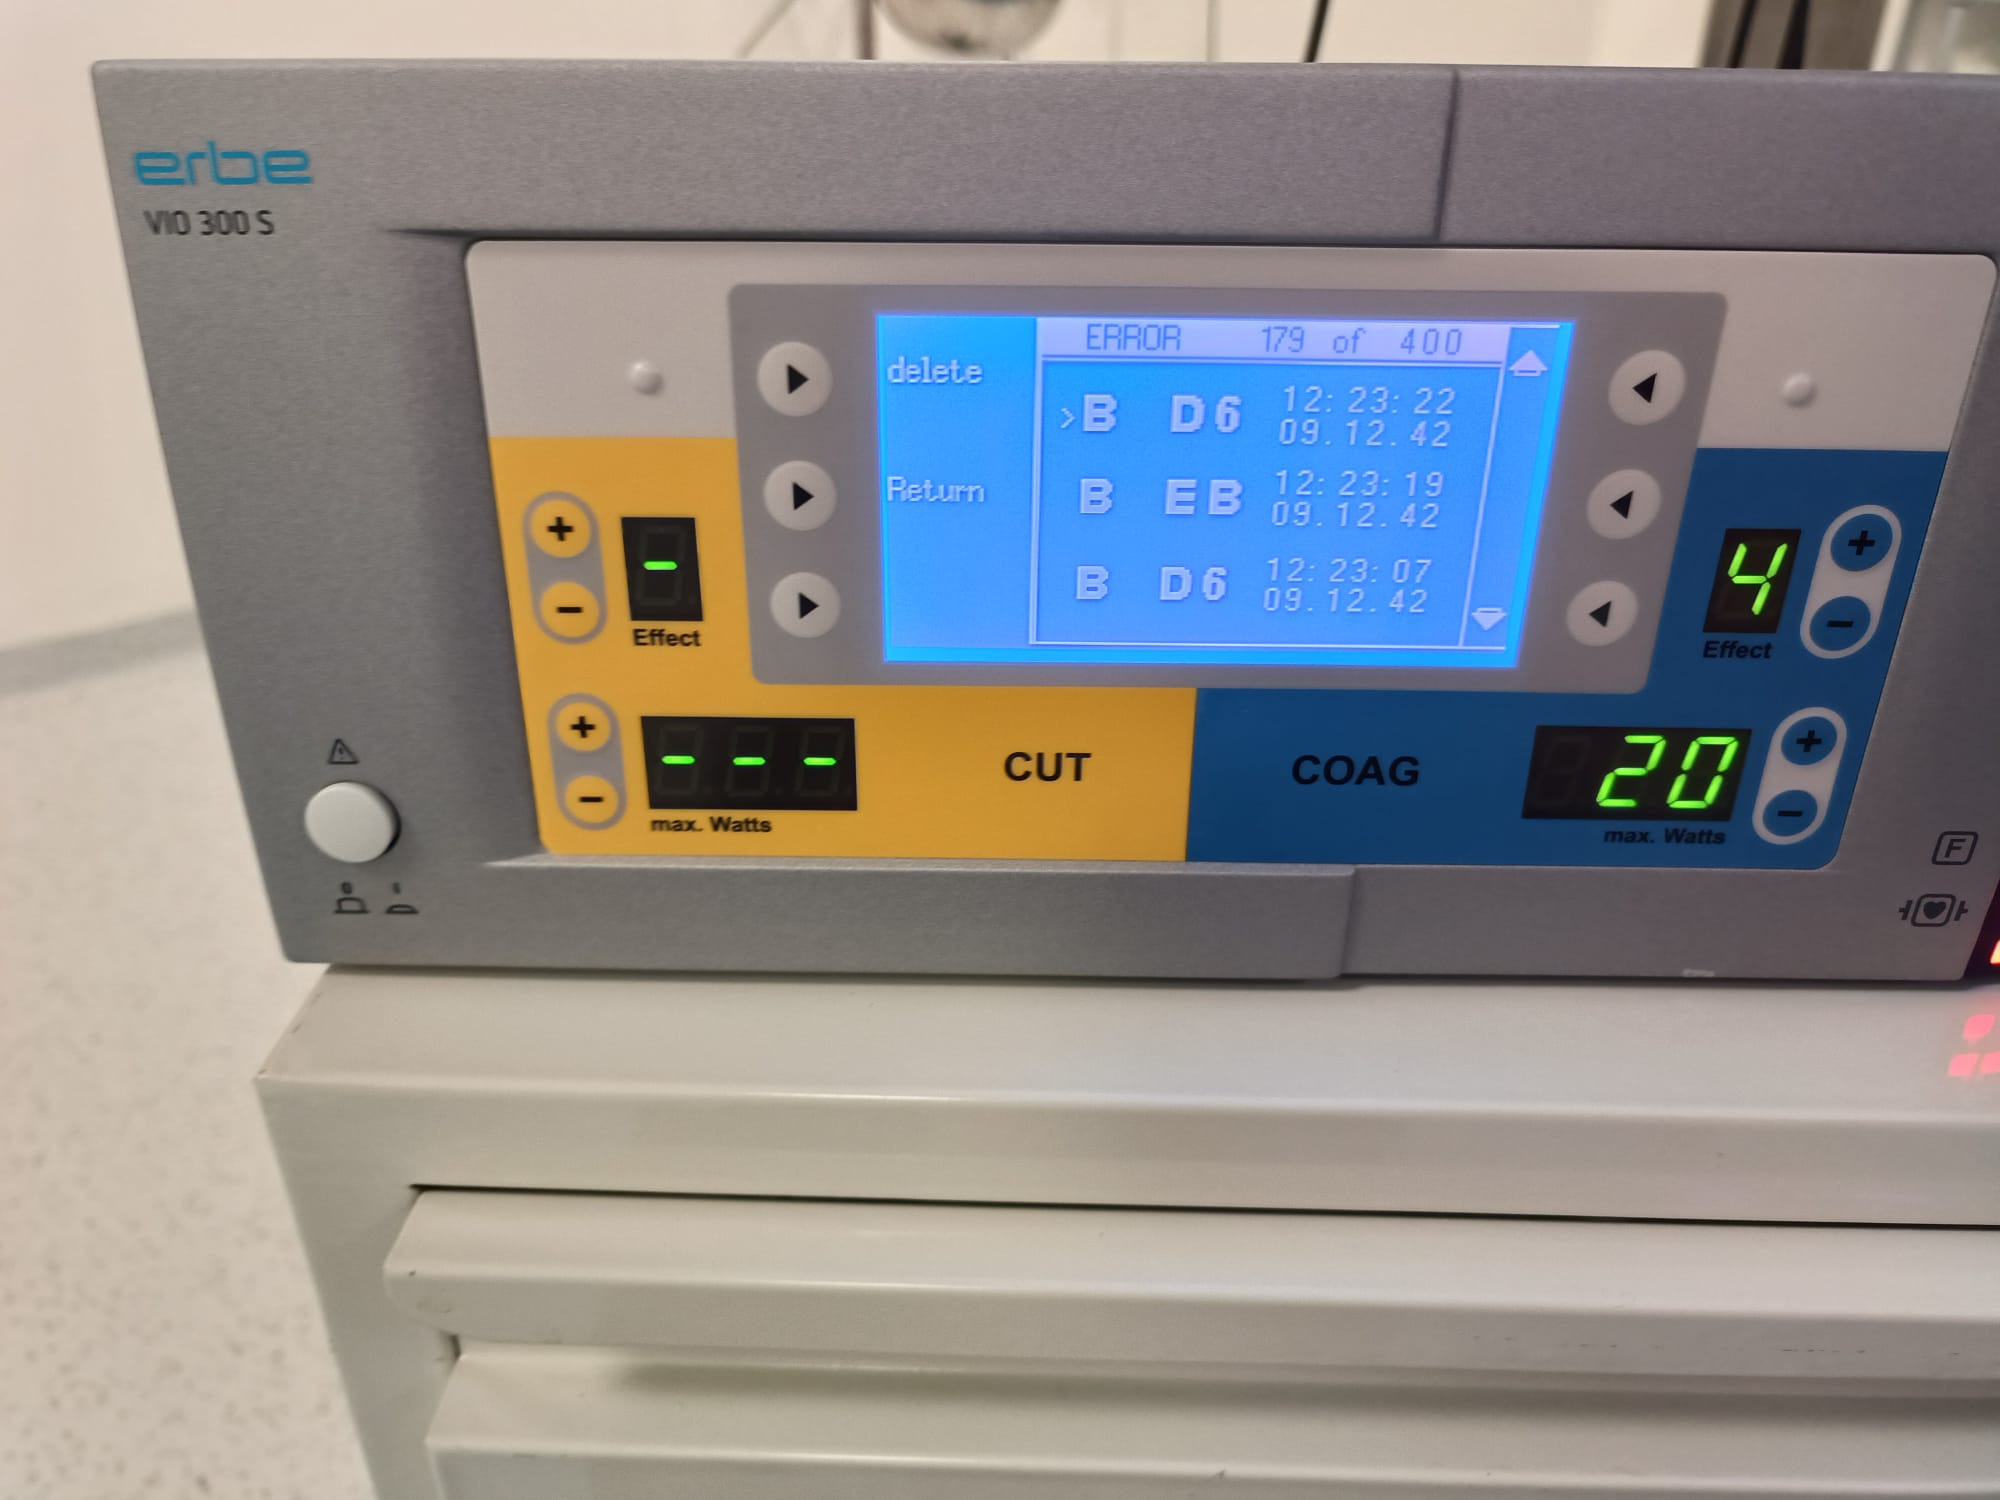 erbe
VIO 300 S
ERROR 179 of 400
delete
>B D6 12:23:22
09.12.42
Return
B EB 12:23:19
09.12.42
B D6 12:23:07
09.12.42
+
-
-
Effect
4
+
-
Effect
+
-
---
max. Watts
CUT
COAG
20
max. Watts
+
-
F